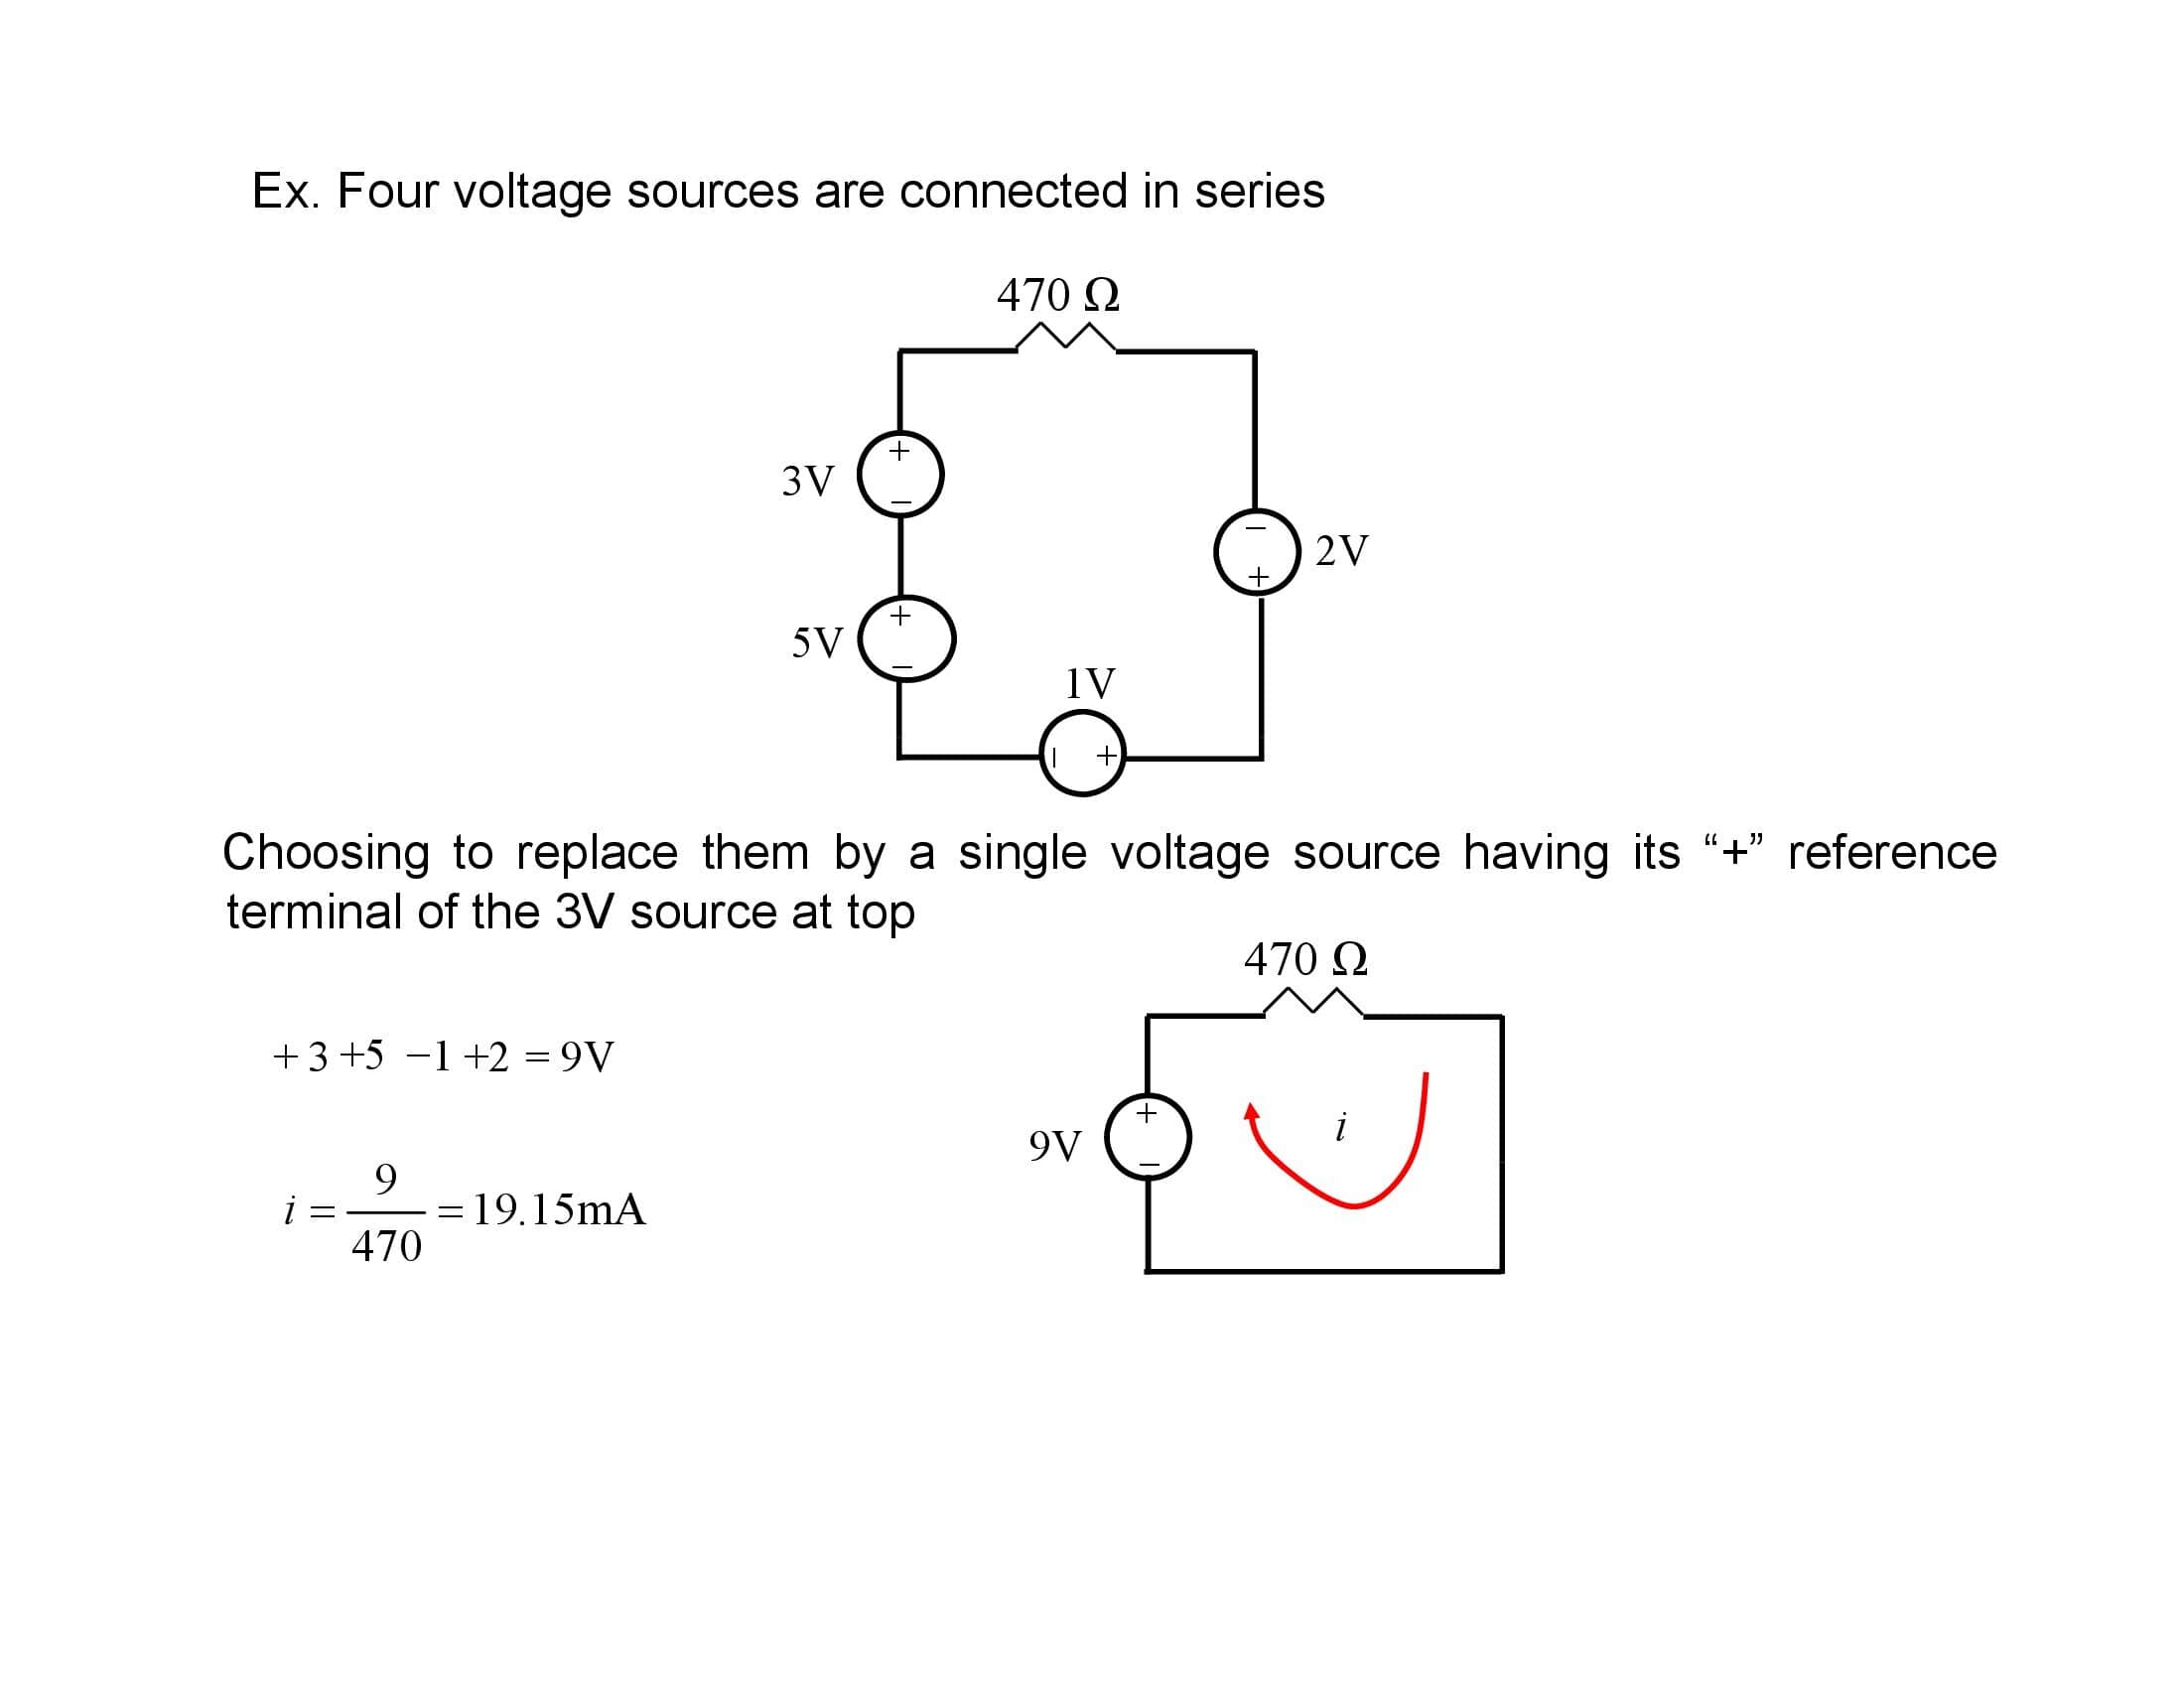 Ex. Four voltage sources are connected in series
470 Ω
+
3V
−
−
2V
+
+
5V
−
1V
− +
Choosing to replace them by a single voltage source having its “+” reference
terminal of the 3V source at top
470 Ω
+ 3 +5 −1 +2 = 9V
+
9V
−
i
i = 9/470 = 19.15mA